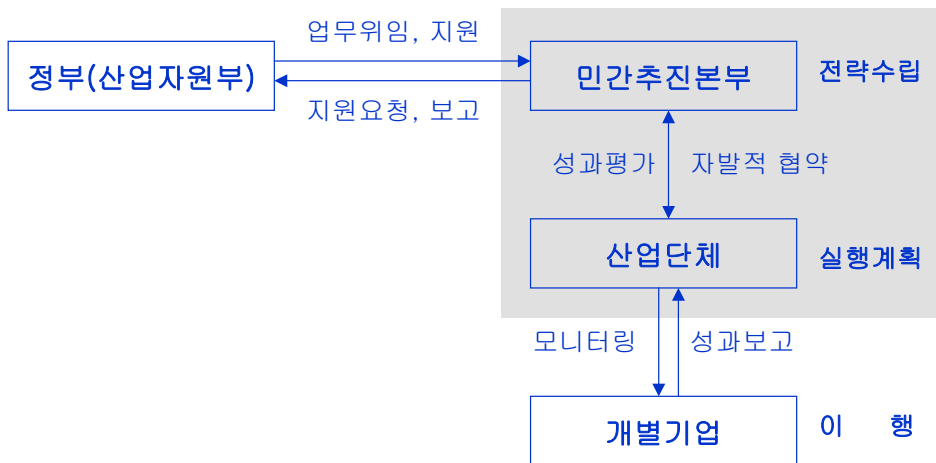 업무위임, 지원
정부(산업자원부)
민간추진본부
전략수립
지원요청, 보고
성과평가
자발적 협약
산업단체
실행계획
모니터링
성과보고
개별기업
이 행